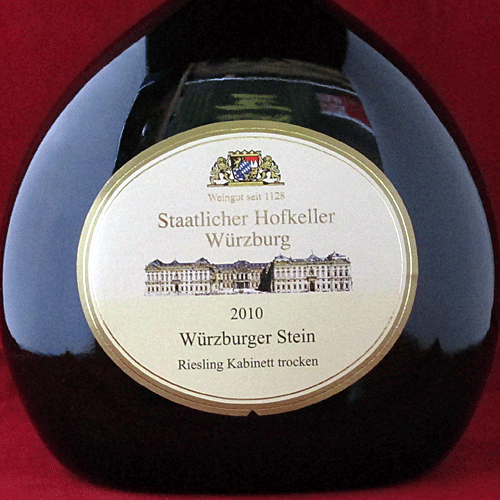 Weingut seit 1128
Staatlicher Hofkeller
Würzburg
2010
Würzburger Stein
Riesling Kabinett trocken